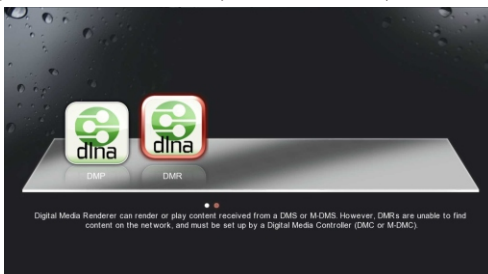 dlna
dlna
DMP
DMR
Digital Media Renderer can render or play content received from a DMS or M-DMS. However, DMRs are unable to find
content on the network, and must be set up by a Digital Media Controller (DMC or M-DMC).